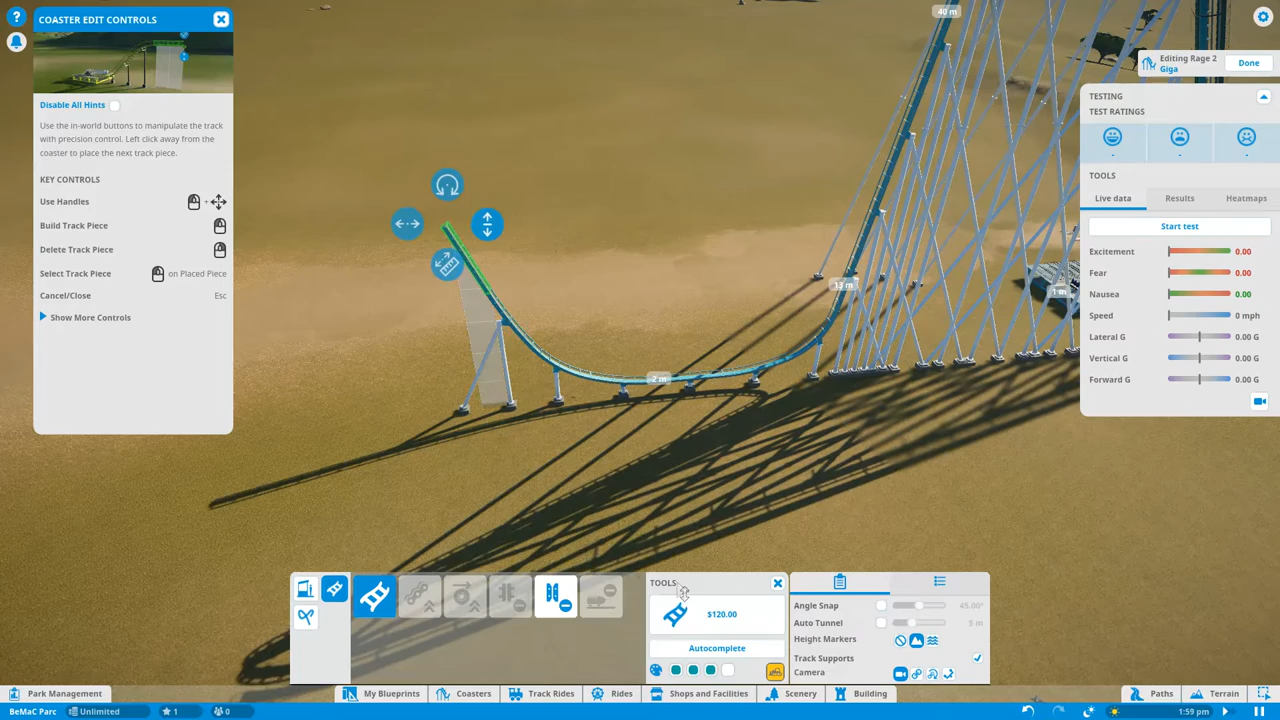 ?
COASTER EDIT CONTROLS
Disable All Hints
Use the in-world buttons to manipulate the track
with precision control. Left click away from the
coaster to place the next track piece.
KEY CONTROLS
Use Handles
+
Build Track Piece
Delete Track Piece
Select Track Piece
on Placed Piece
Cancel/Close
Esc
Show More Controls
40 m
13 m
1 m
2 m
Editing Rage 2
Giga
Done
TESTING
TEST RATINGS
- - -
TOOLS
Live data
Results
Heatmaps
Start test
Excitement
0.00
Fear
0.00
Nausea
0.00
Speed
0 mph
Lateral G
0.00 G
Vertical G
0.00 G
Forward G
0.00 G
TOOLS
$120.00
Autocomplete
Angle Snap
45.00°
Auto Tunnel
3 m
Height Markers
Track Supports
Camera
Park Management
My Blueprints
Coasters
Track Rides
Rides
Shops and Facilities
Scenery
Building
Paths
Terrain
BeMaC Parc
Unlimited
1
0
1:59 pm